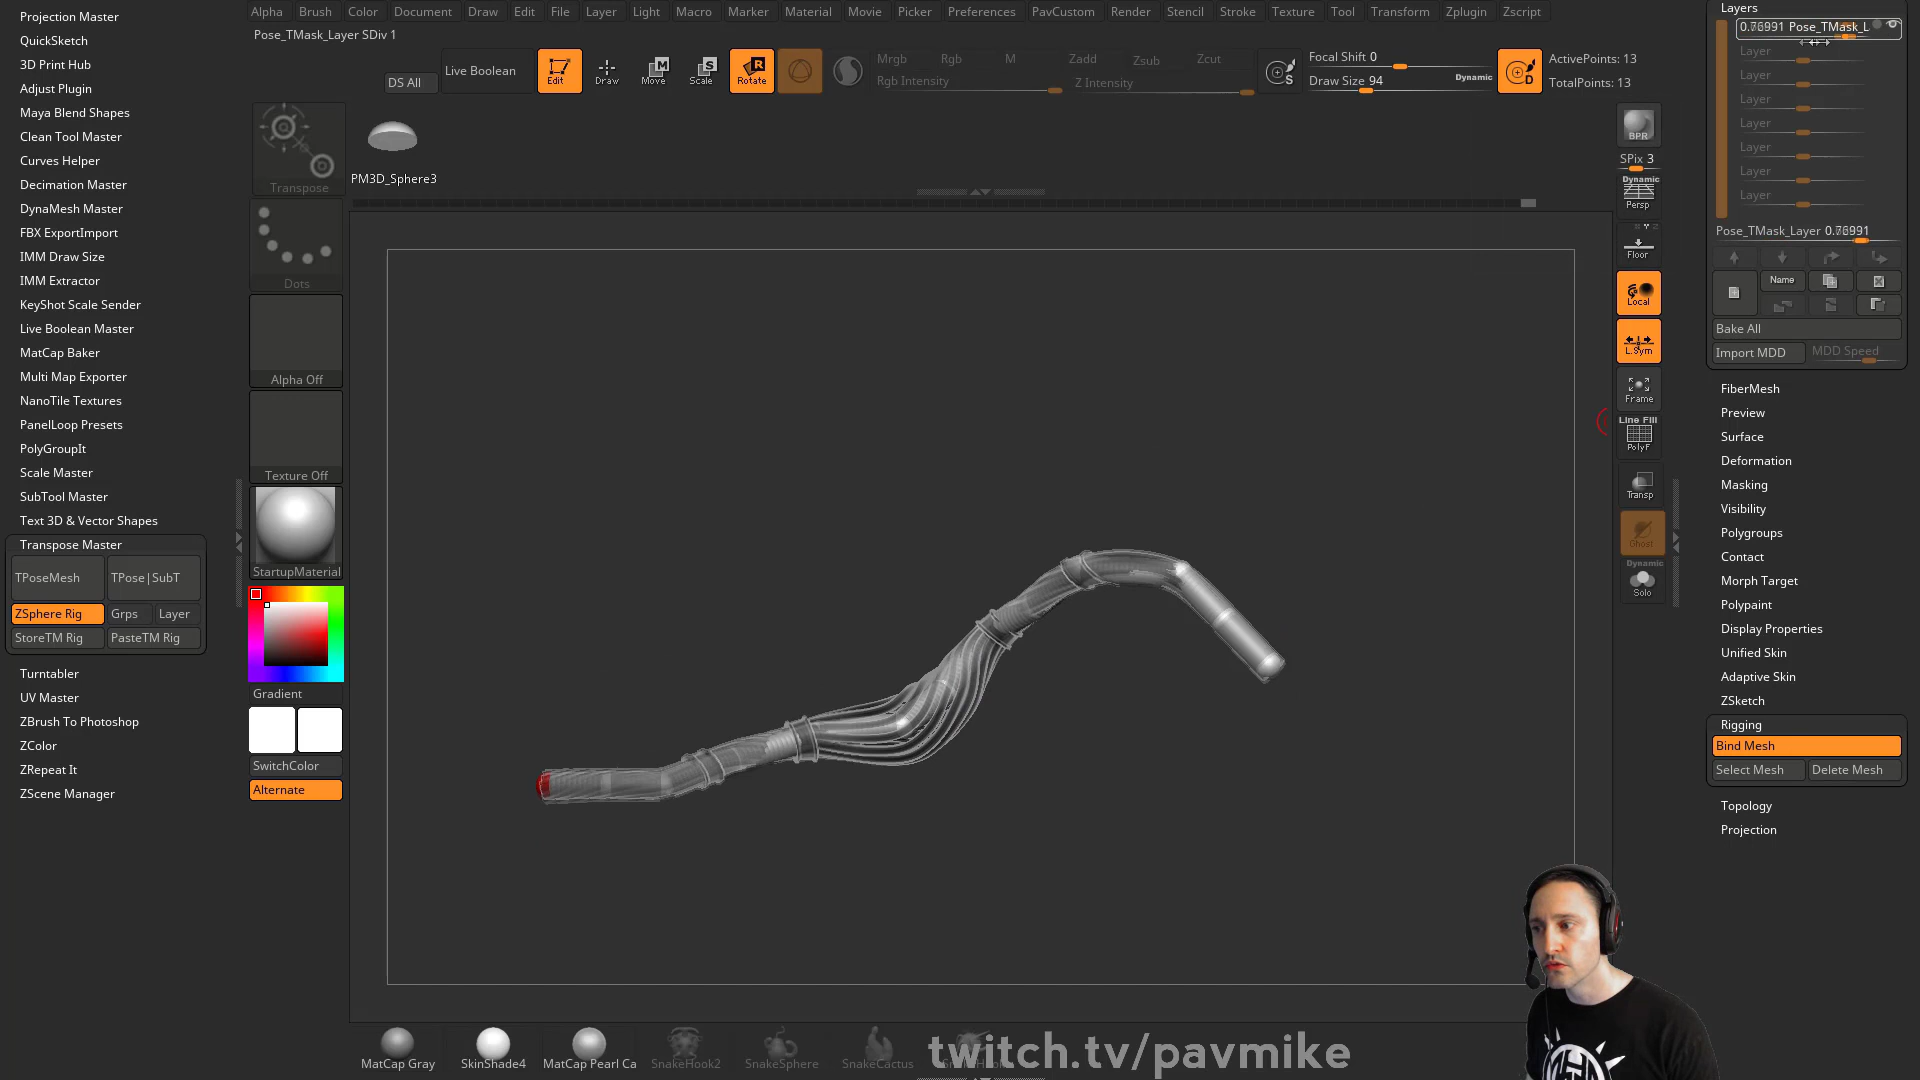 Alpha Brush Color Document Draw Edit File Layer Light Macro Marker Material Movie Picker Preferences PavCustom Render Stencil Stroke Texture Tool Transform Zplugin Zscript
Pose_TMask_Layer SDiv 1
DS All
Live Boolean
Edit
Draw
Move
Scale
Rotate
Mrgb Rgb M
Rgb Intensity
Zadd Zsub Zcut
Z Intensity
Focal Shift 0
Draw Size 94
Dynamic
ActivePoints: 13
TotalPoints: 13
Projection Master
QuickSketch
3D Print Hub
Adjust Plugin
Maya Blend Shapes
Clean Tool Master
Curves Helper
Decimation Master
DynaMesh Master
FBX ExportImport
IMM Draw Size
IMM Extractor
KeyShot Scale Sender
Live Boolean Master
MatCap Baker
Multi Map Exporter
NanoTile Textures
PanelLoop Presets
PolyGroupIt
Scale Master
SubTool Master
Text 3D & Vector Shapes
Transpose Master
TPoseMesh TPose|SubT
ZSphere Rig Grps Layer
StoreTM Rig PasteTM Rig
Turntabler
UV Master
ZBrush To Photoshop
ZColor
ZRepeat It
ZScene Manager
Transpose
PM3D_Sphere3
Dots
Alpha Off
Texture Off
StartupMaterial
Gradient
SwitchColor
Alternate
BPR
SPix 3
Dynamic
Persp
Floor
Local
L.Sym
Frame
Line Fill
PolyF
Transp
Ghost
Dynamic
Solo
Layers
0.76991 Pose_TMask_L
Layer
Layer
Layer
Layer
Layer
Layer
Layer
Pose_TMask_Layer 0.76991
Name
Bake All
Import MDD MDD Speed
FiberMesh
Preview
Surface
Deformation
Masking
Visibility
Polygroups
Contact
Morph Target
Polypaint
Display Properties
Unified Skin
Adaptive Skin
ZSketch
Rigging
Bind Mesh
Select Mesh Delete Mesh
Topology
Projection
MatCap Gray SkinShade4 MatCap Pearl Ca SnakeHook2 SnakeSphere SnakeCactus
twitch.tv/pavmike